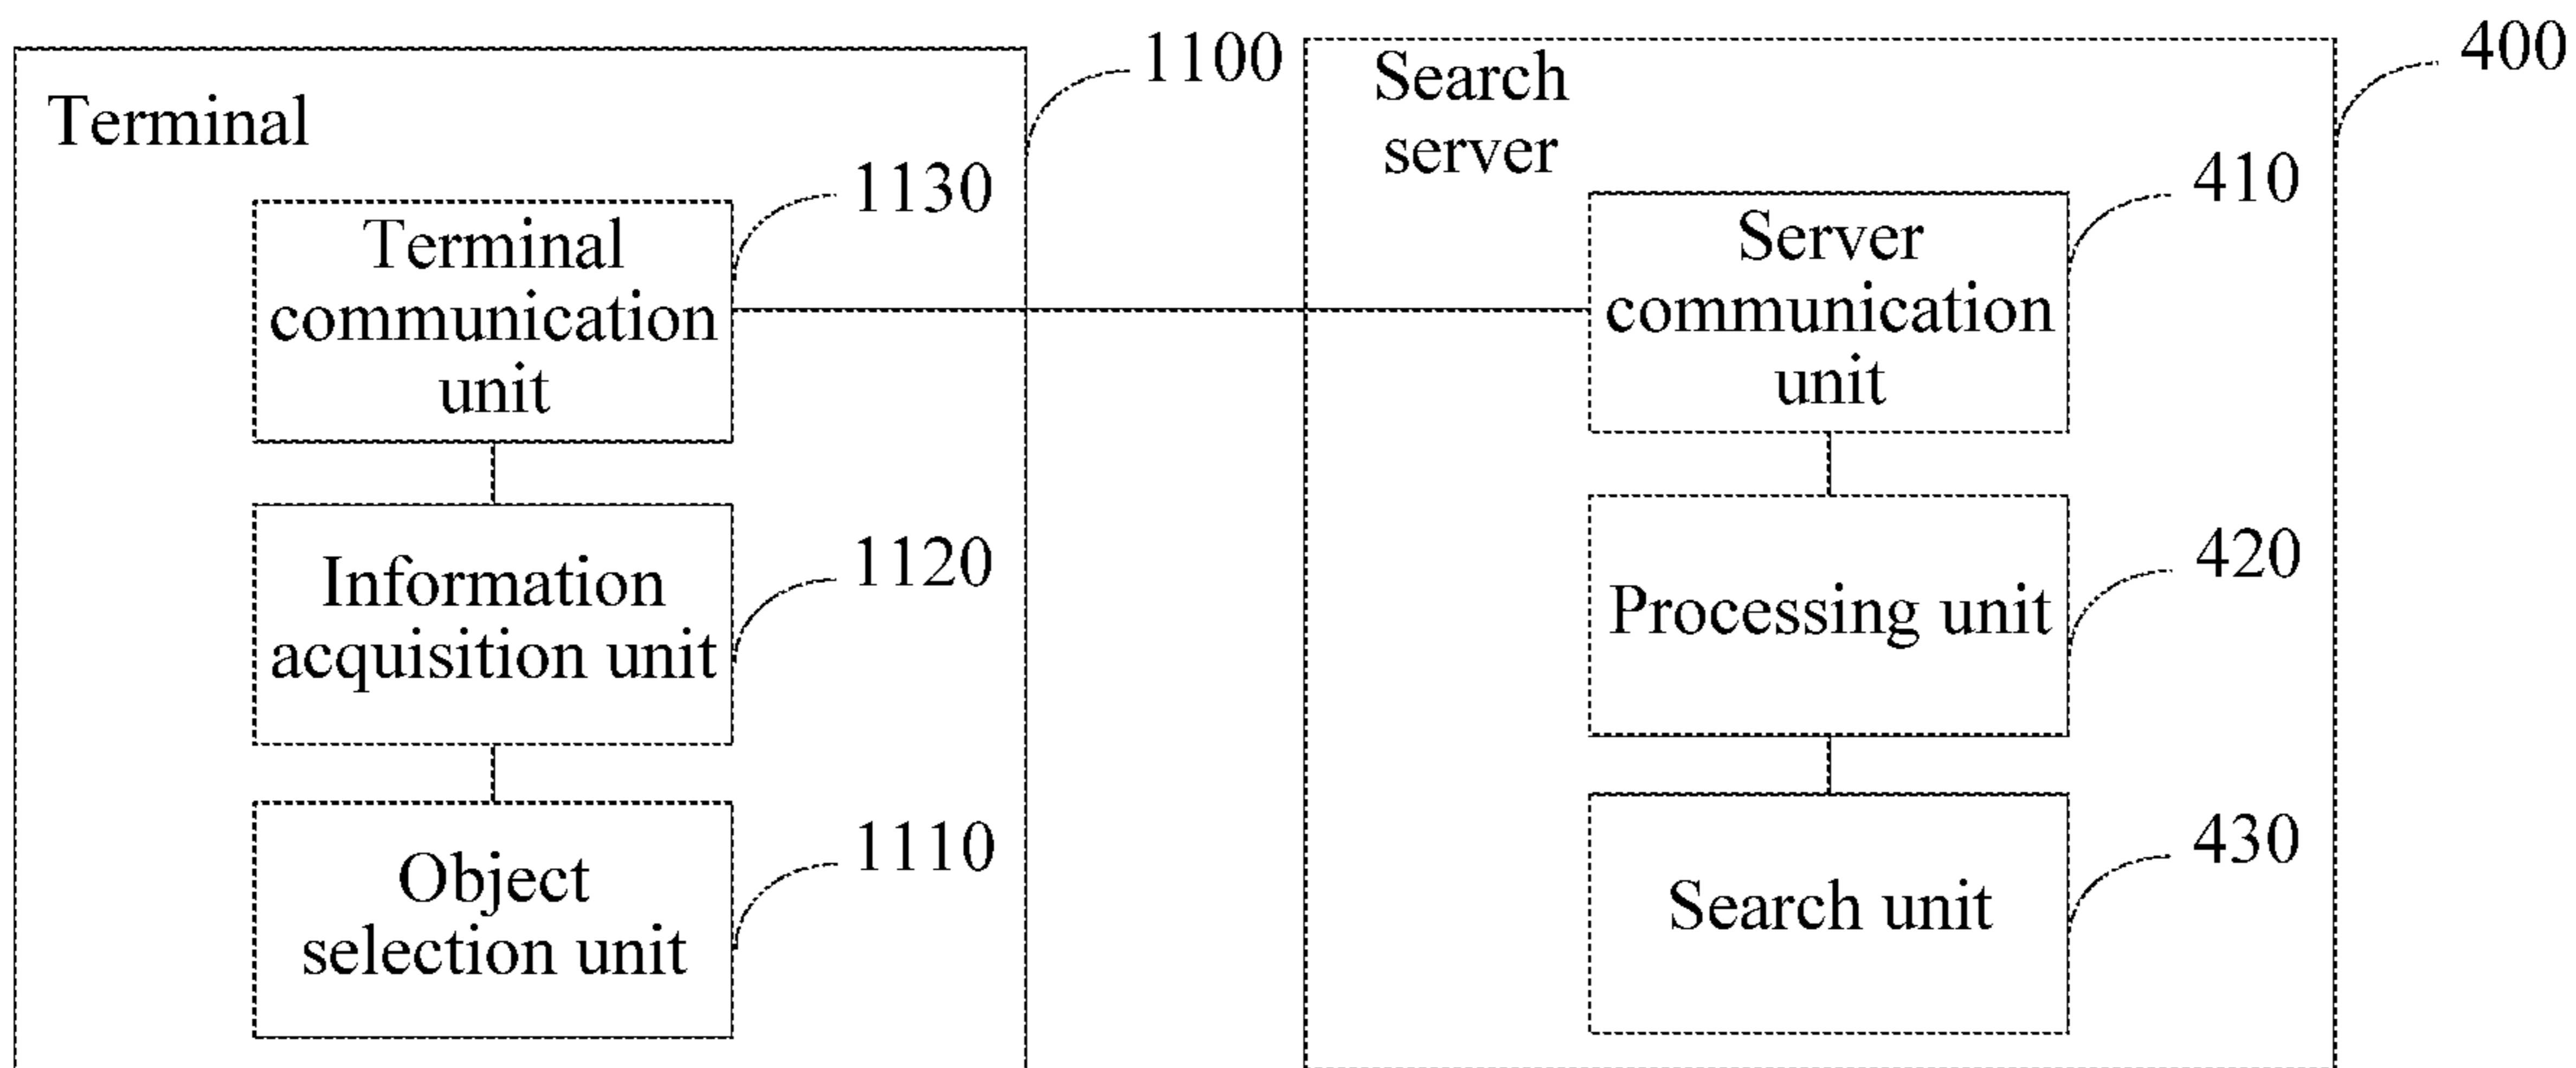 Terminal
1100
1130
Terminal
communication
unit
1120
Information
acquisition unit
1110
Object
selection unit
Search
server
400
410
Server
communication
unit
420
Processing unit
430
Search unit